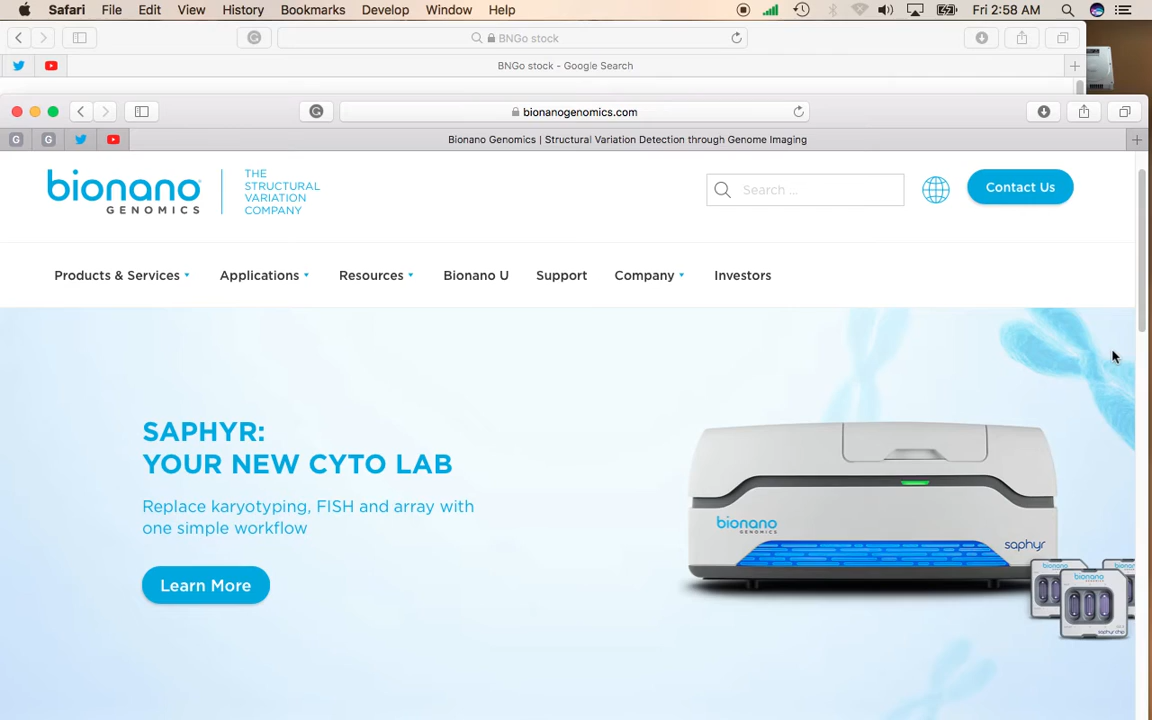 Safari File Edit View History Bookmarks Develop Window Help Fri 2:58 AM
BNGo stock
BNGo stock - Google Search
bionanogenomics.com
G G Bionano Genomics | Structural Variation Detection through Genome Imaging
bionano GENOMICS
THE
STRUCTURAL
VARIATION
COMPANY
Search ...
Contact Us
Products & Services Applications Resources Bionano U Support Company Investors
SAPHYR:
YOUR NEW CYTO LAB
Replace karyotyping, FISH and array with
one simple workflow
Learn More
bionano
GENOMICS
saphyr
bionano
saphyr chip